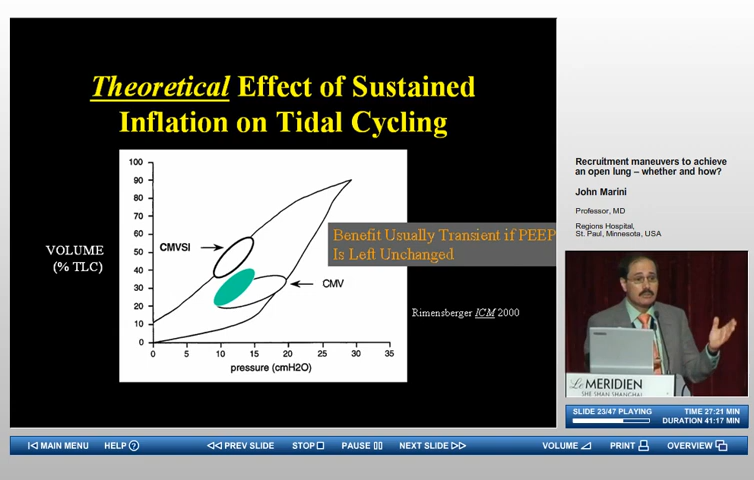 Theoretical Effect of Sustained
Inflation on Tidal Cycling
100
90
80
70
60
50
40
30
20
10
0
VOLUME
(% TLC)
CMVSI
CMV
Benefit Usually Transient if PEEP
Is Left Unchanged
Rimensberger ICM 2000
0 5 10 15 20 25 30 35
pressure (cmH2O)
Recruitment maneuvers to achieve
an open lung – whether and how?
John Marini
Professor, MD
Regions Hospital,
St. Paul, Minnesota, USA
Le MERIDIEN
SHE SHAN SHANGHAI
SLIDE 23/47 PLAYING TIME 27:21 MIN
DURATION 41:17 MIN
MAIN MENU HELP ? PREV SLIDE STOP PAUSE NEXT SLIDE VOLUME PRINT OVERVIEW